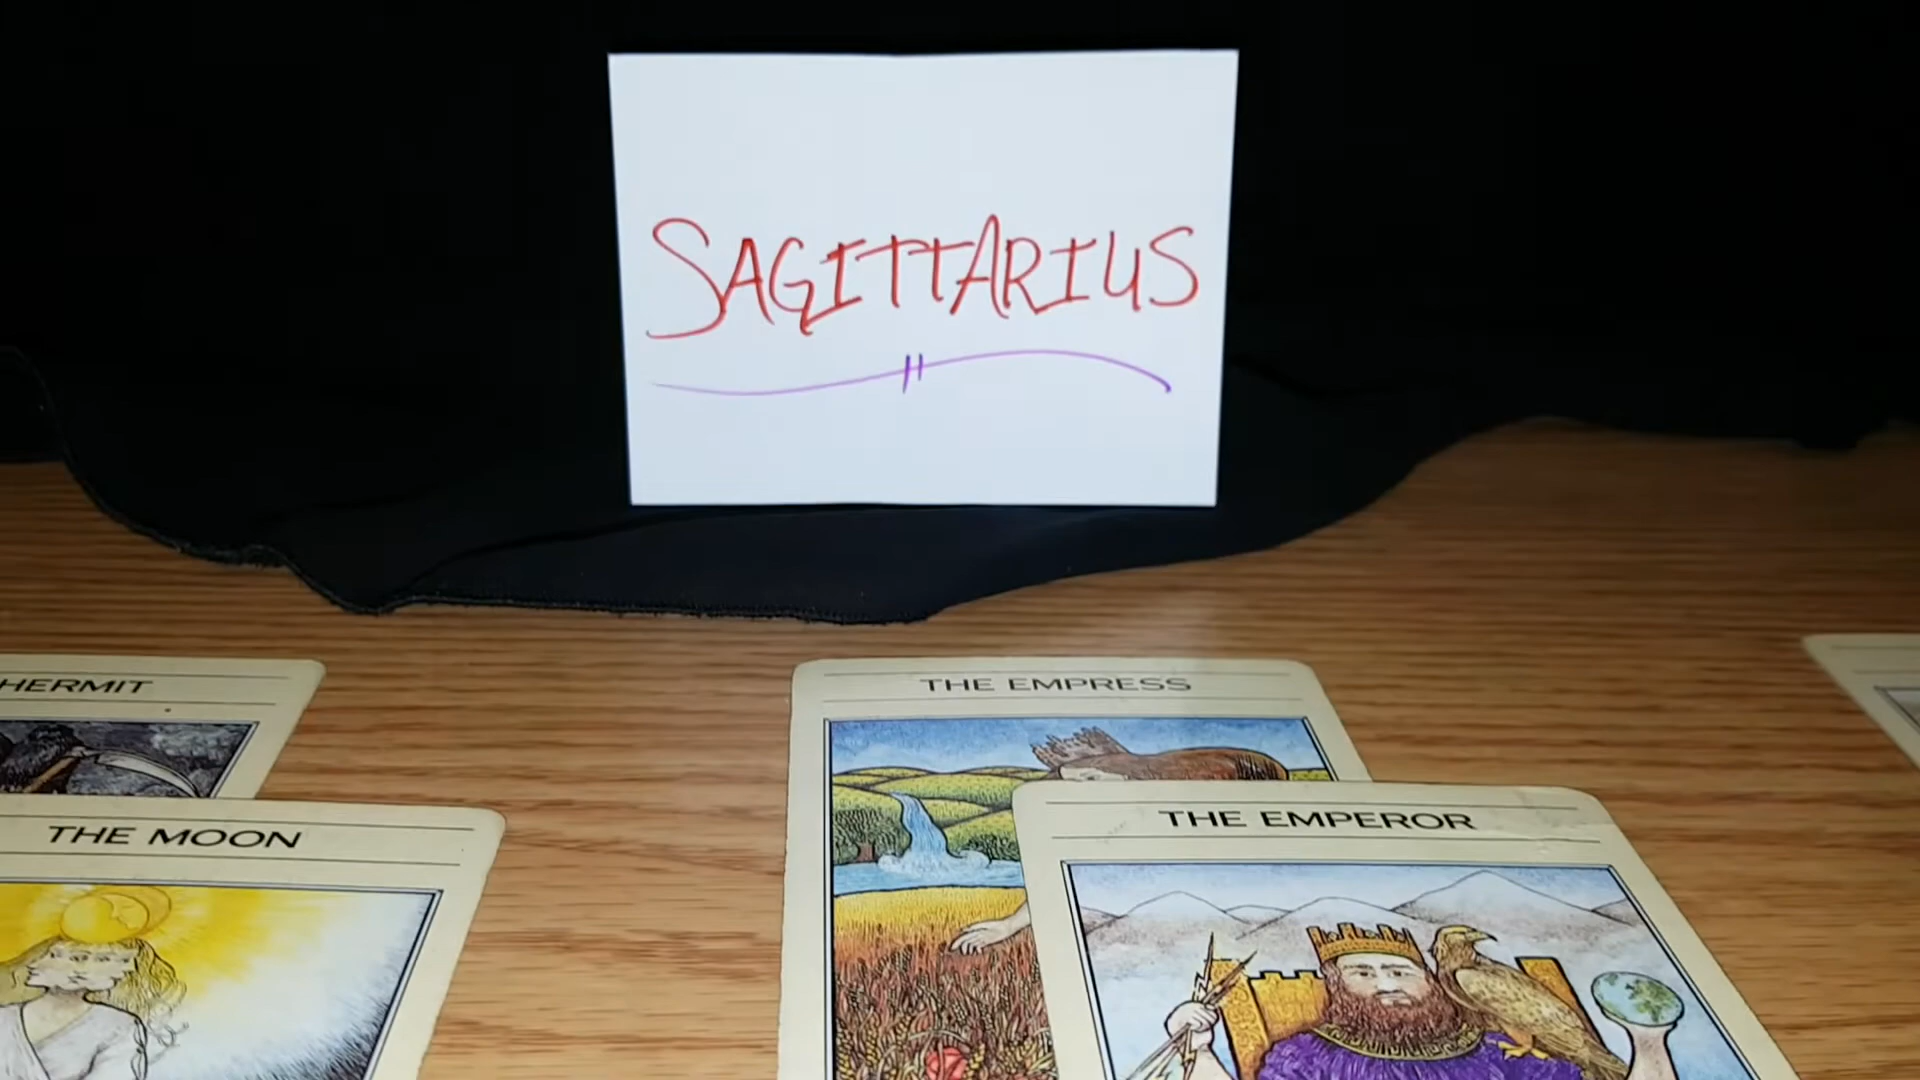 SAGITTARIUS
HERMIT
THE EMPRESS
THE MOON
THE EMPEROR